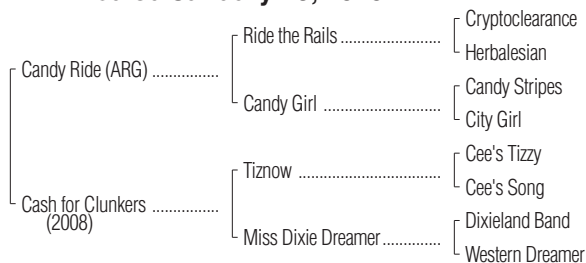 Cryptoclearance
Ride the Rails ....................
Herbalesian
Candy Ride (ARG) ...............
Candy Stripes
Candy Girl ..........................
City Girl
Cee's Tizzy
Tiznow ...............................
Cee's Song
Cash for Clunkers ...............
(2008)
Dixieland Band
Miss Dixie Dreamer .............
Western Dreamer